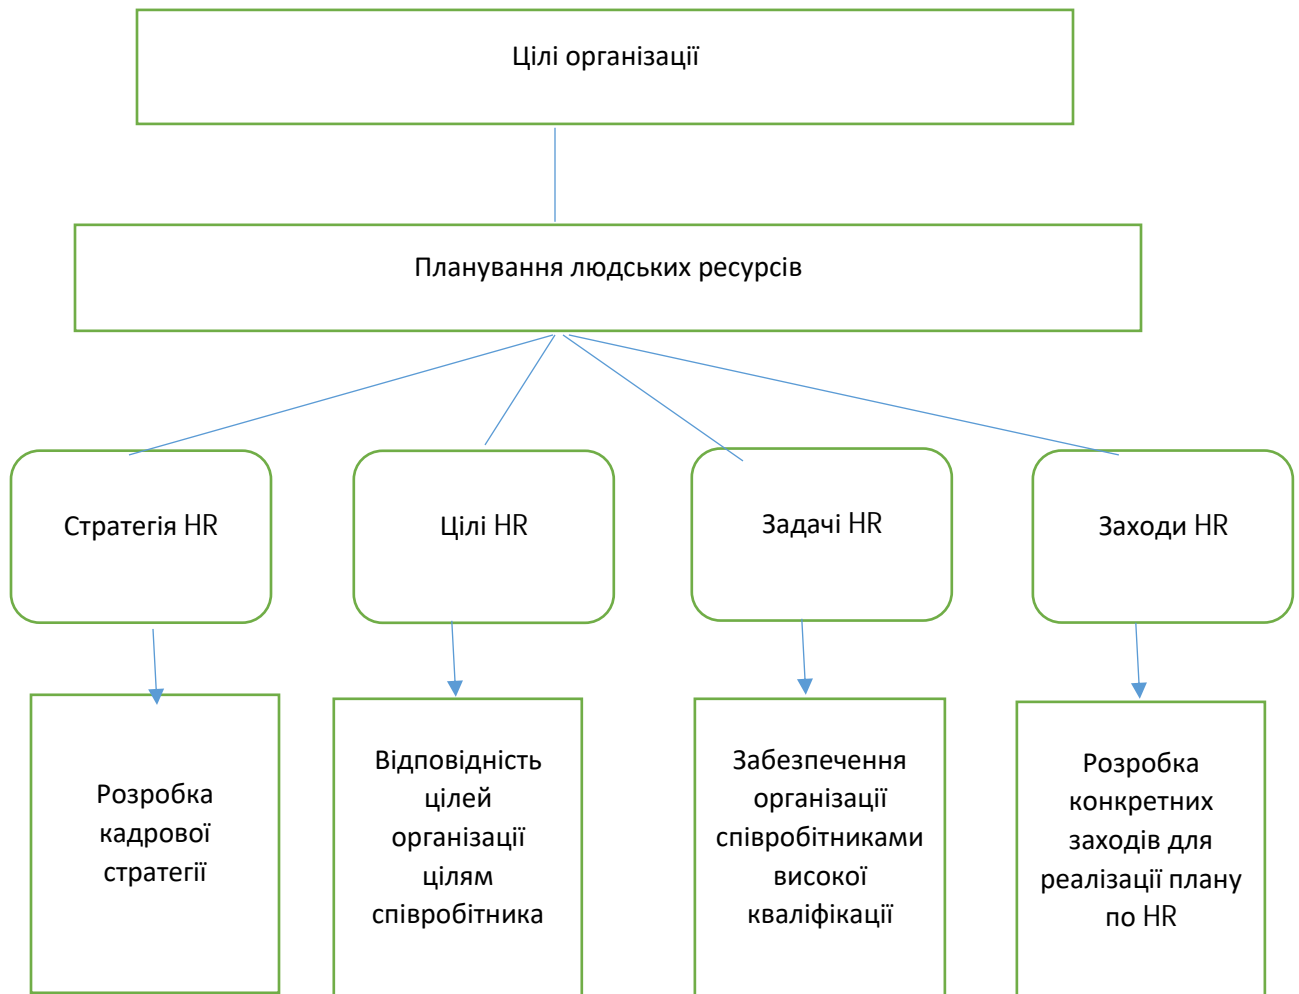 Цілі організації
Планування людських ресурсів
Стратегія HR
Цілі HR
Задачі HR
Заходи HR
Розробка
кадрової
стратегії
Відповідність
цілей
організації
цілям
співробітника
Забезпечення
організації
співробітниками
високої
кваліфікації
Розробка
конкретних
заходів для
реалізації плану
по HR